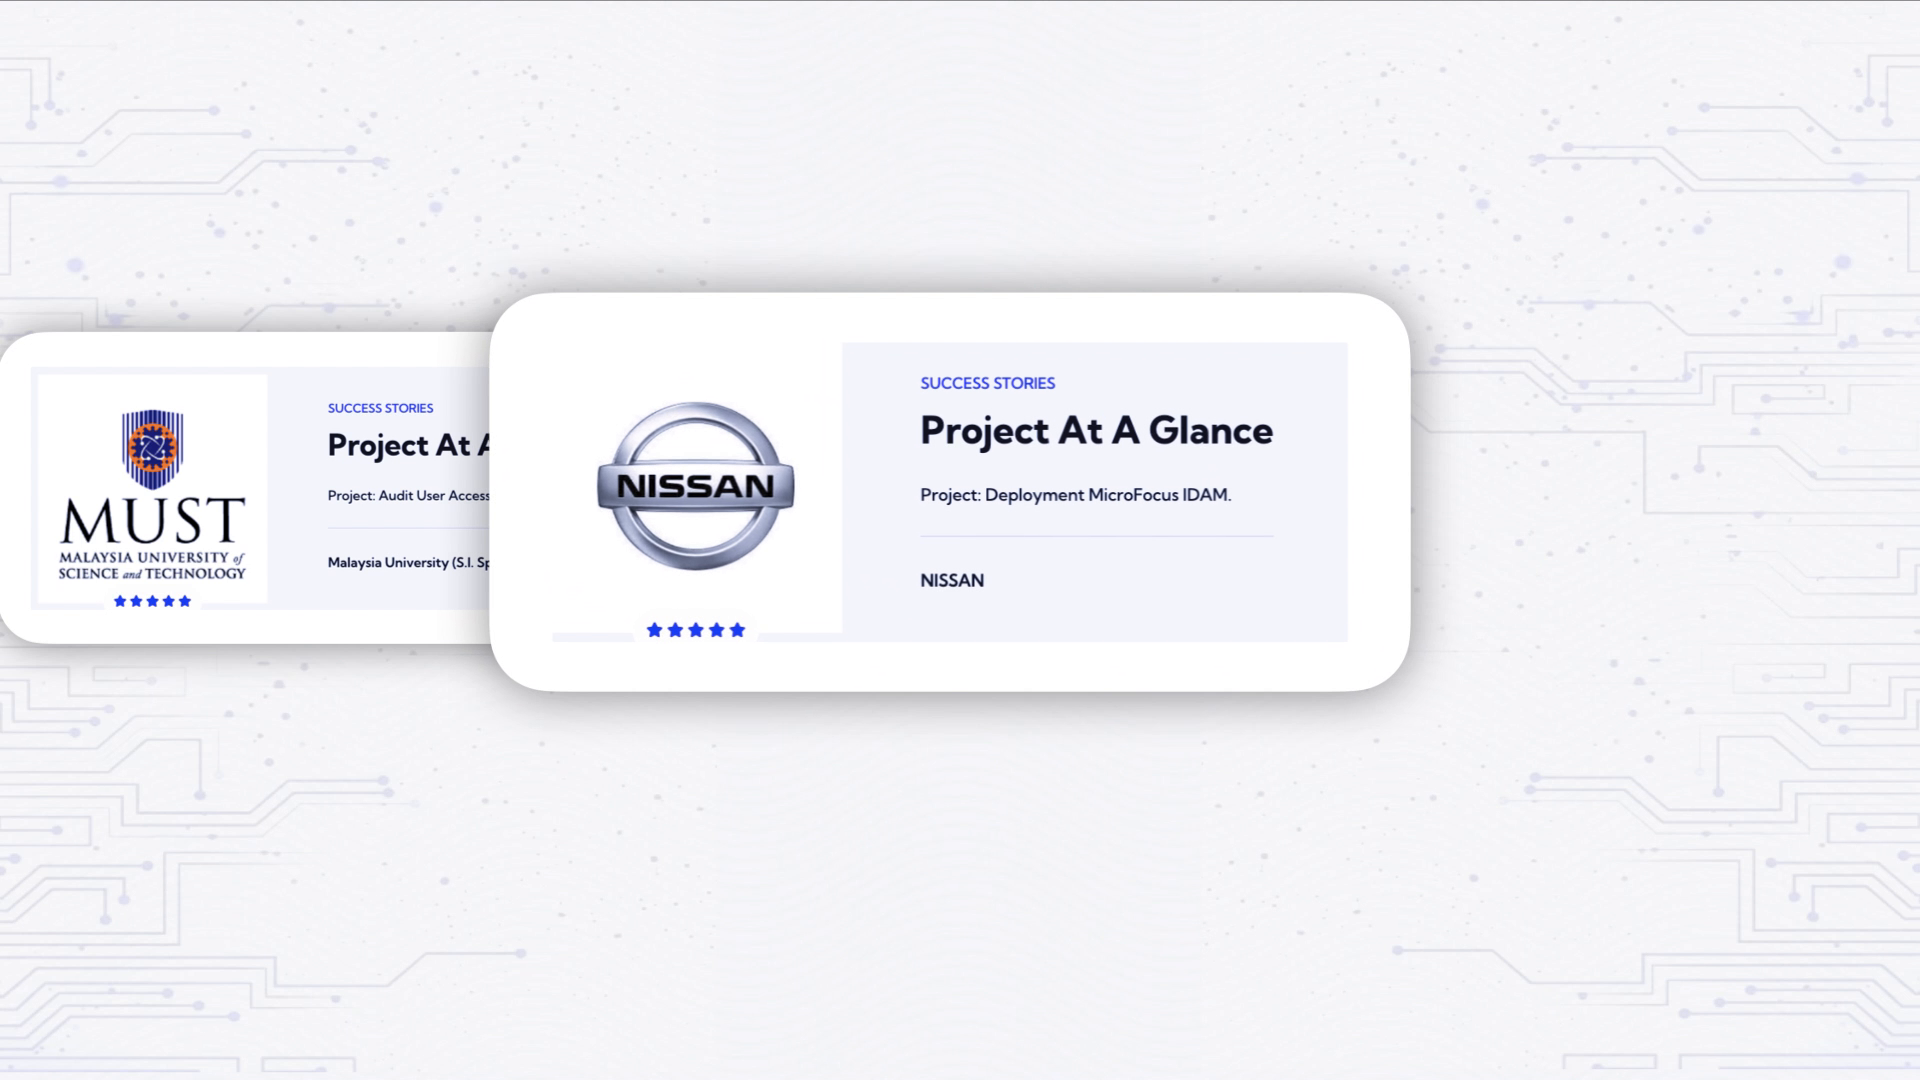 SUCCESS STORIES
Project At
Project: Audit User Access
Malaysia University (S.I.
MUST
MALAYSIA UNIVERSITY of
SCIENCE and TECHNOLOGY
NISSAN
SUCCESS STORIES
Project At A Glance
Project: Deployment MicroFocus IDAM.
NISSAN